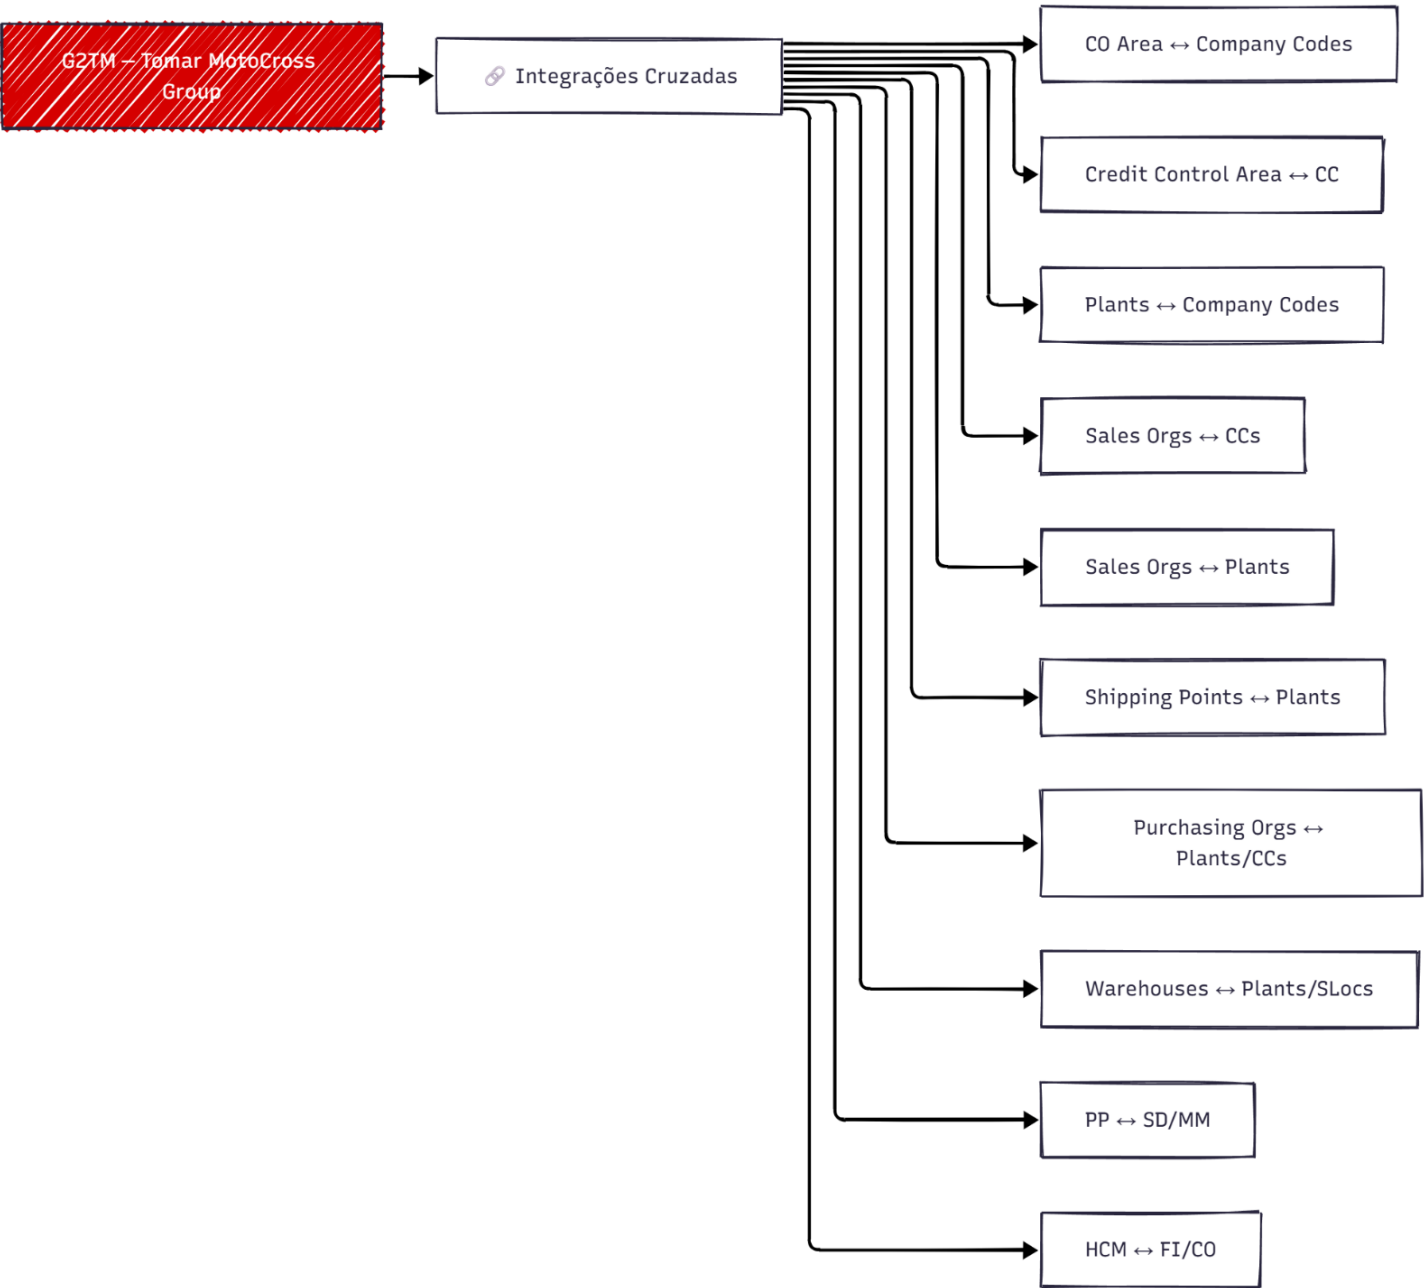 G2TM – Tomar MotoCross
Group
🔗 Integrações Cruzadas
CO Area ↔ Company Codes
Credit Control Area ↔ CC
Plants ↔ Company Codes
Sales Orgs ↔ CCs
Sales Orgs ↔ Plants
Shipping Points ↔ Plants
Purchasing Orgs ↔
Plants/CCs
Warehouses ↔ Plants/SLocs
PP ↔ SD/MM
HCM ↔ FI/CO